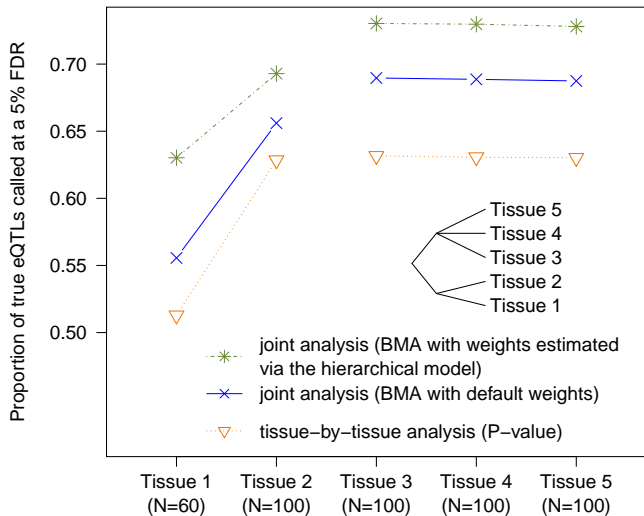 Proportion of true eQTLs called at a 5% FDR
0.70
0.65
0.60
0.55
0.50
Tissue 5
Tissue 4
Tissue 3
Tissue 2
Tissue 1
joint analysis (BMA with weights estimated
via the hierarchical model)
joint analysis (BMA with default weights)
tissue−by−tissue analysis (P−value)
Tissue 1 Tissue 2 Tissue 3 Tissue 4 Tissue 5
(N=60) (N=100) (N=100) (N=100) (N=100)